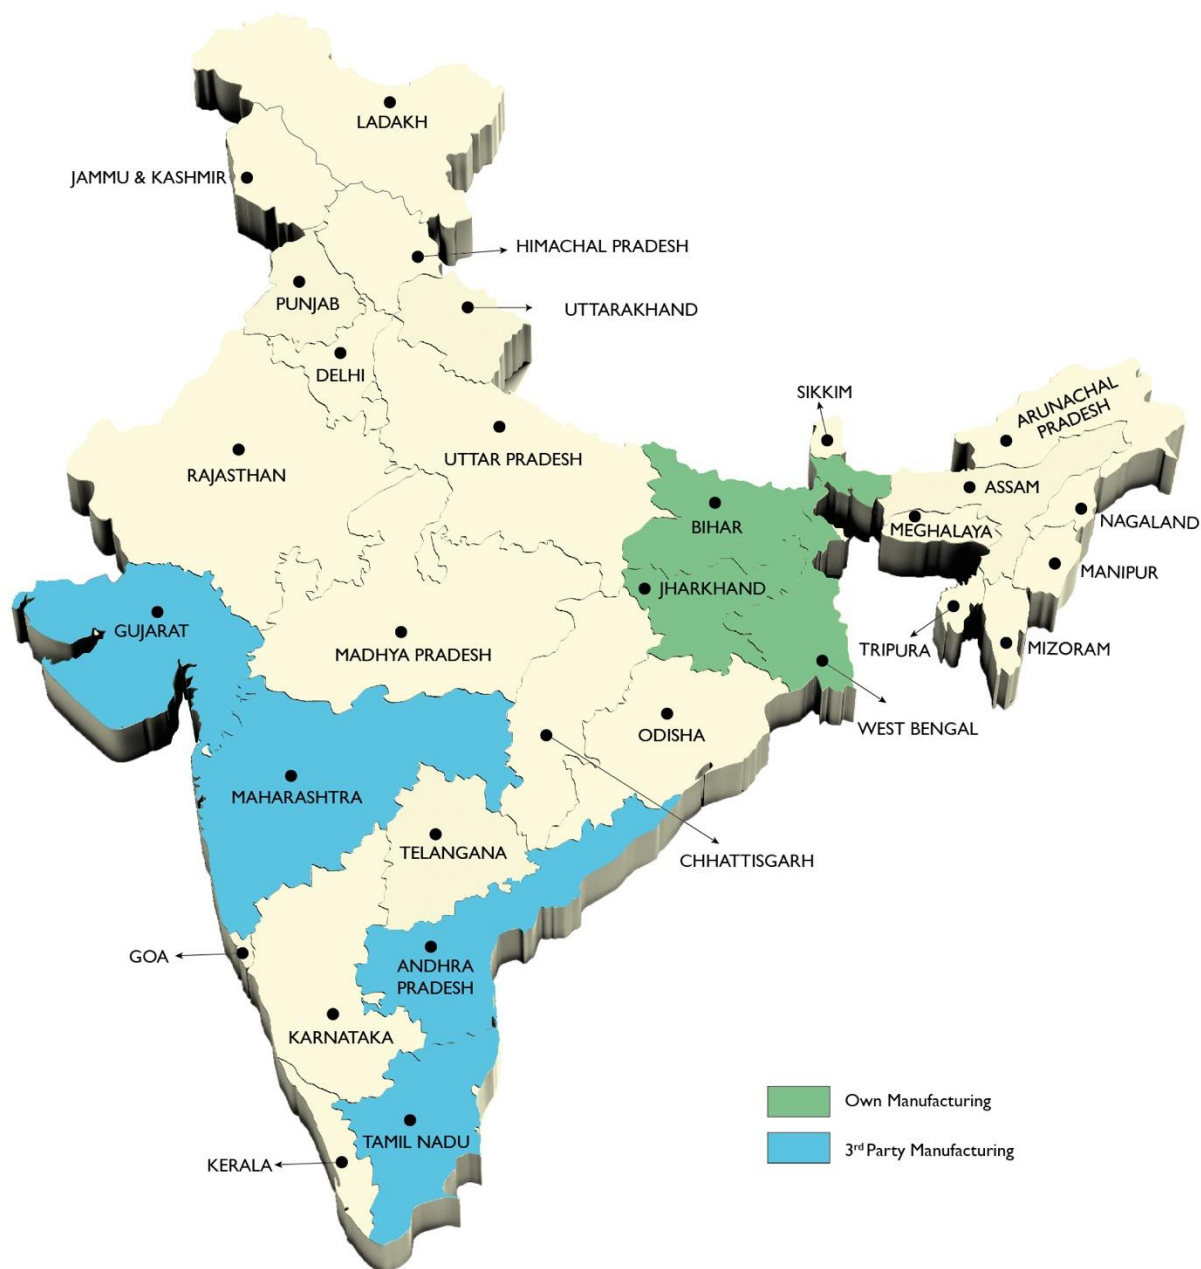 LADAKH
JAMMU & KASHMIR
HIMACHAL PRADESH
PUNJAB
UTTARAKHAND
DELHI
SIKKIM
ARUNACHAL
PRADESH
UTTAR PRADESH
RAJASTHAN
ASSAM
NAGALAND
BIHAR
MEGHALAYA
MANIPUR
JHARKHAND
GUJARAT
TRIPURA
MIZORAM
MADHYA PRADESH
WEST BENGAL
ODISHA
MAHARASHTRA
TELANGANA
CHHATTISGARH
GOA
ANDHRA
PRADESH
KARNATAKA
Own Manufacturing
TAMIL NADU
3rd Party Manufacturing
KERALA